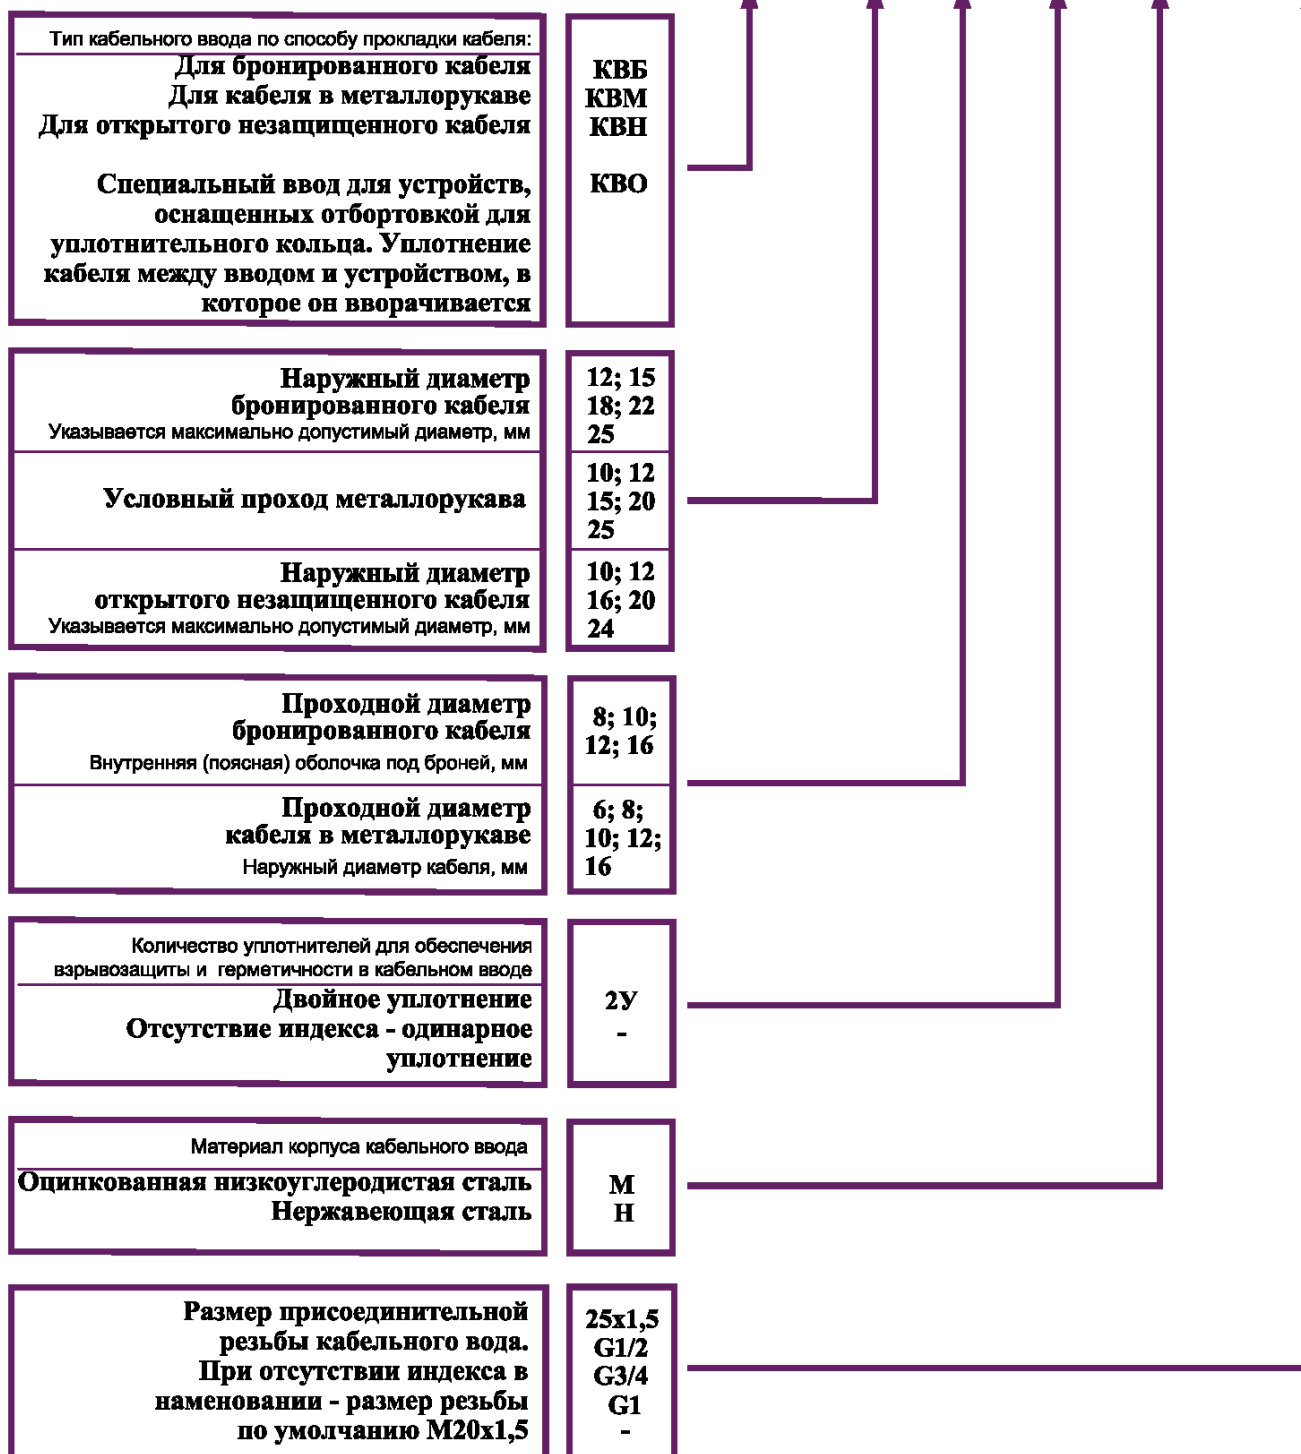 Тип кабельного ввода по способу прокладки кабеля:
Для бронированного кабеля КВБ
Для кабеля в металлорукаве КВМ
Для открытого незащищенного кабеля КВН
Специальный ввод для устройств, КВО
оснащенных отбортовкой для
уплотнительного кольца. Уплотнение
кабеля между вводом и устройством, в
которое он вворачивается
Наружный диаметр 12; 15
бронированного кабеля 18; 22
Указывается максимально допустимый диаметр, мм 25
10; 12
Условный проход металлорукава 15; 20
25
Наружный диаметр 10; 12
открытого незащищенного кабеля 16; 20
Указывается максимально допустимый диаметр, мм 24
Проходной диаметр 8; 10;
бронированного кабеля 12; 16
Внутренняя (поясная) оболочка под броней, мм
Проходной диаметр 6; 8;
кабеля в металлорукаве 10; 12;
Наружный диаметр кабеля, мм 16
Количество уплотнителей для обеспечения
взрывозащиты и герметичности в кабельном вводе
Двойное уплотнение 2У
Отсутствие индекса - одинарное -
уплотнение
Материал корпуса кабельного ввода
Оцинкованная низкоуглеродистая сталь М
Нержавеющая сталь Н
Размер присоединительной 25х1,5
резьбы кабельного вода. G1/2
При отсутствии индекса в G3/4
наменовании - размер резьбы G1
по умолчанию М20х1,5 -